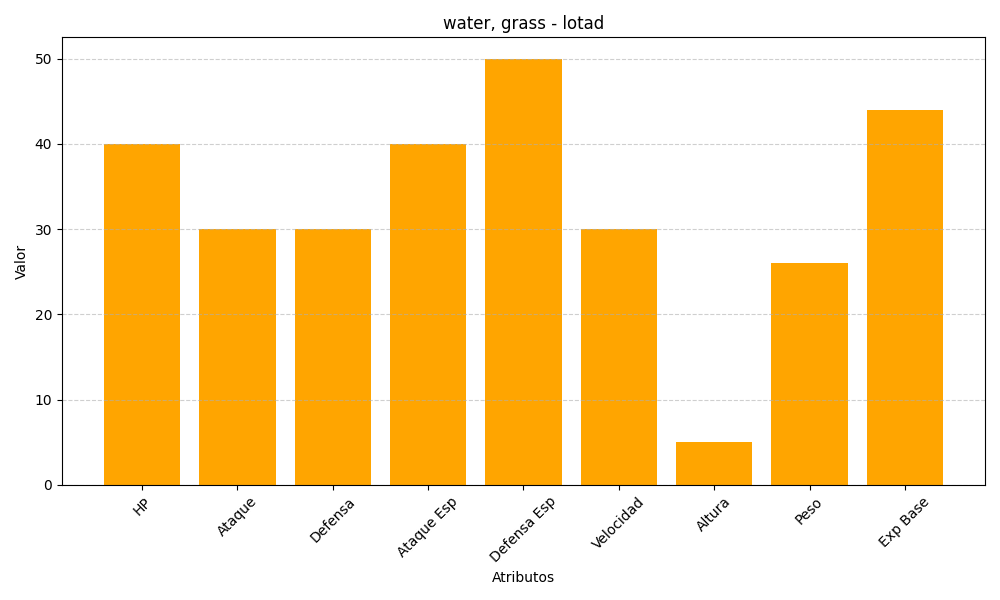 water, grass - lotad
Valor
50
40
30
20
10
0
HP
Ataque
Defensa
Ataque Esp
Defensa Esp
Velocidad
Altura
Peso
Exp Base
Atributos